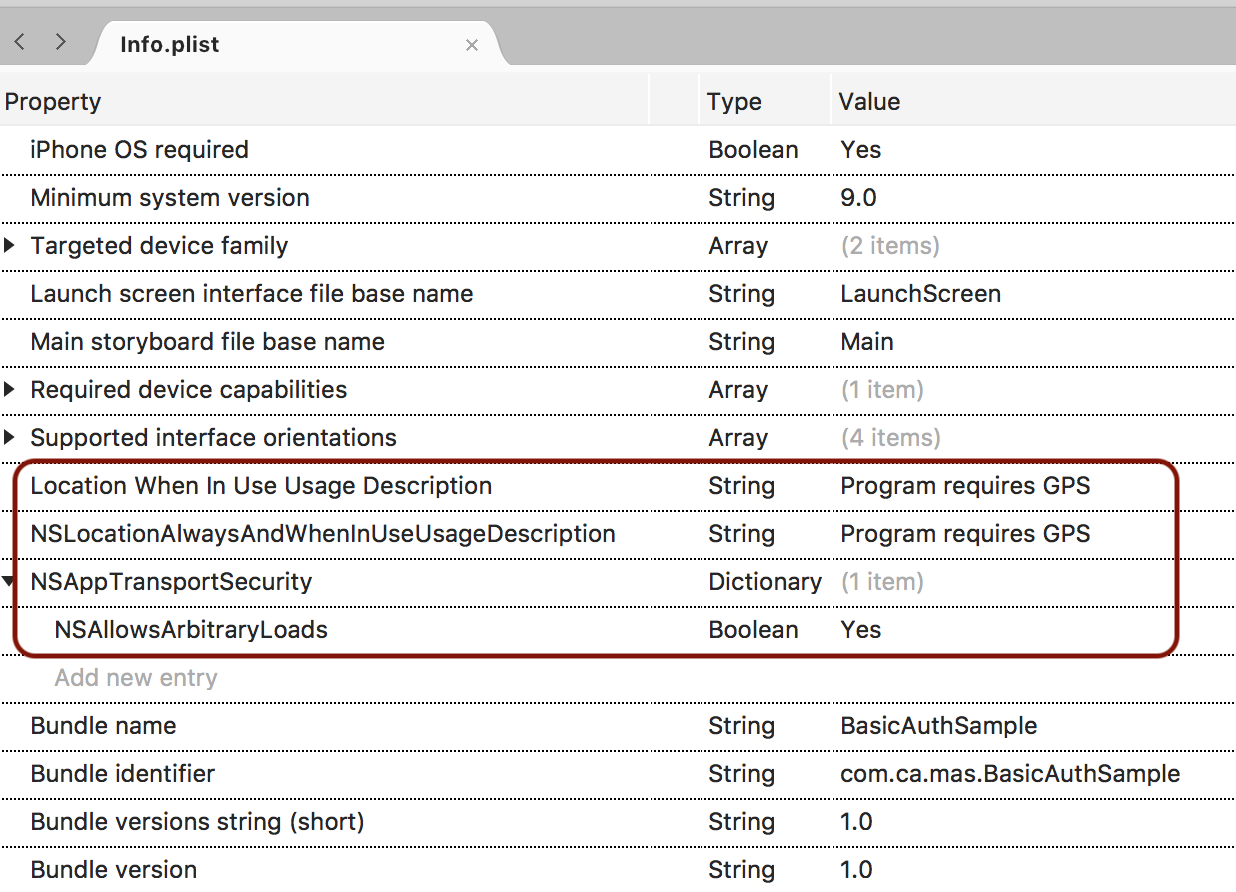 Info.plist
Property Type Value
iPhone OS required Boolean Yes
Minimum system version String 9.0
Targeted device family Array (2 items)
Launch screen interface file base name String LaunchScreen
Main storyboard file base name String Main
Required device capabilities Array (1 item)
Supported interface orientations Array (4 items)
Location When In Use Usage Description String Program requires GPS
NSLocationAlwaysAndWhenInUseUsageDescription String Program requires GPS
NSAppTransportSecurity Dictionary (1 item)
NSAllowsArbitraryLoads Boolean Yes
Add new entry
Bundle name String BasicAuthSample
Bundle identifier String com.ca.mas.BasicAuthSample
Bundle versions string (short) String 1.0
Bundle version String 1.0